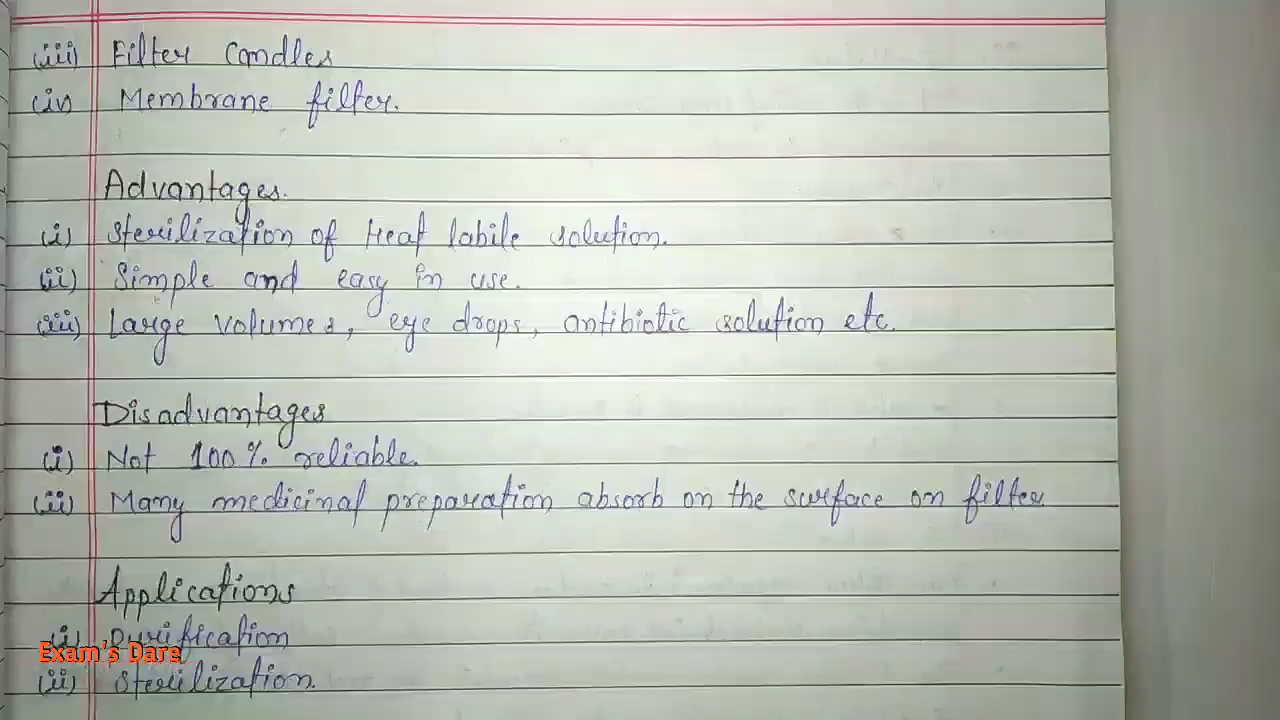 (iii) Filter Candles
(iv) Membrane filter.
Advantages.
(i) Sterilization of Heat labile solution.
(ii) Simple and easy in use.
(iii) Large volumes, eye drops, antibiotic solution etc.
Disadvantages
(i) Not 100% reliable.
(ii) Many medicinal preparation absorb on the surface on filter.
Applications
(i) Purification
Exam's Dare
(ii) Sterilization.